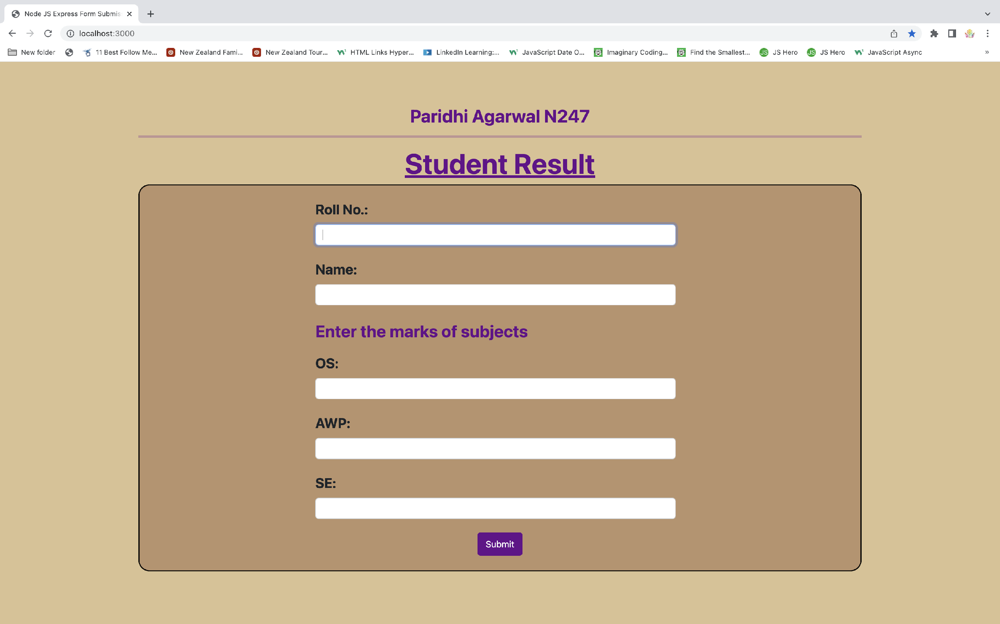 Node JS Express Form Submis
localhost:3000
New folder
11 Best Follow Me...
New Zealand Fami...
New Zealand Tour...
HTML Links Hyper...
LinkedIn Learning:...
JavaScript Date O...
Imaginary Coding...
Find the Smallest...
JS Hero
JS Hero
JavaScript Async
Paridhi Agarwal N247
Student Result
Roll No.:
Name:
Enter the marks of subjects
OS:
AWP:
SE:
Submit